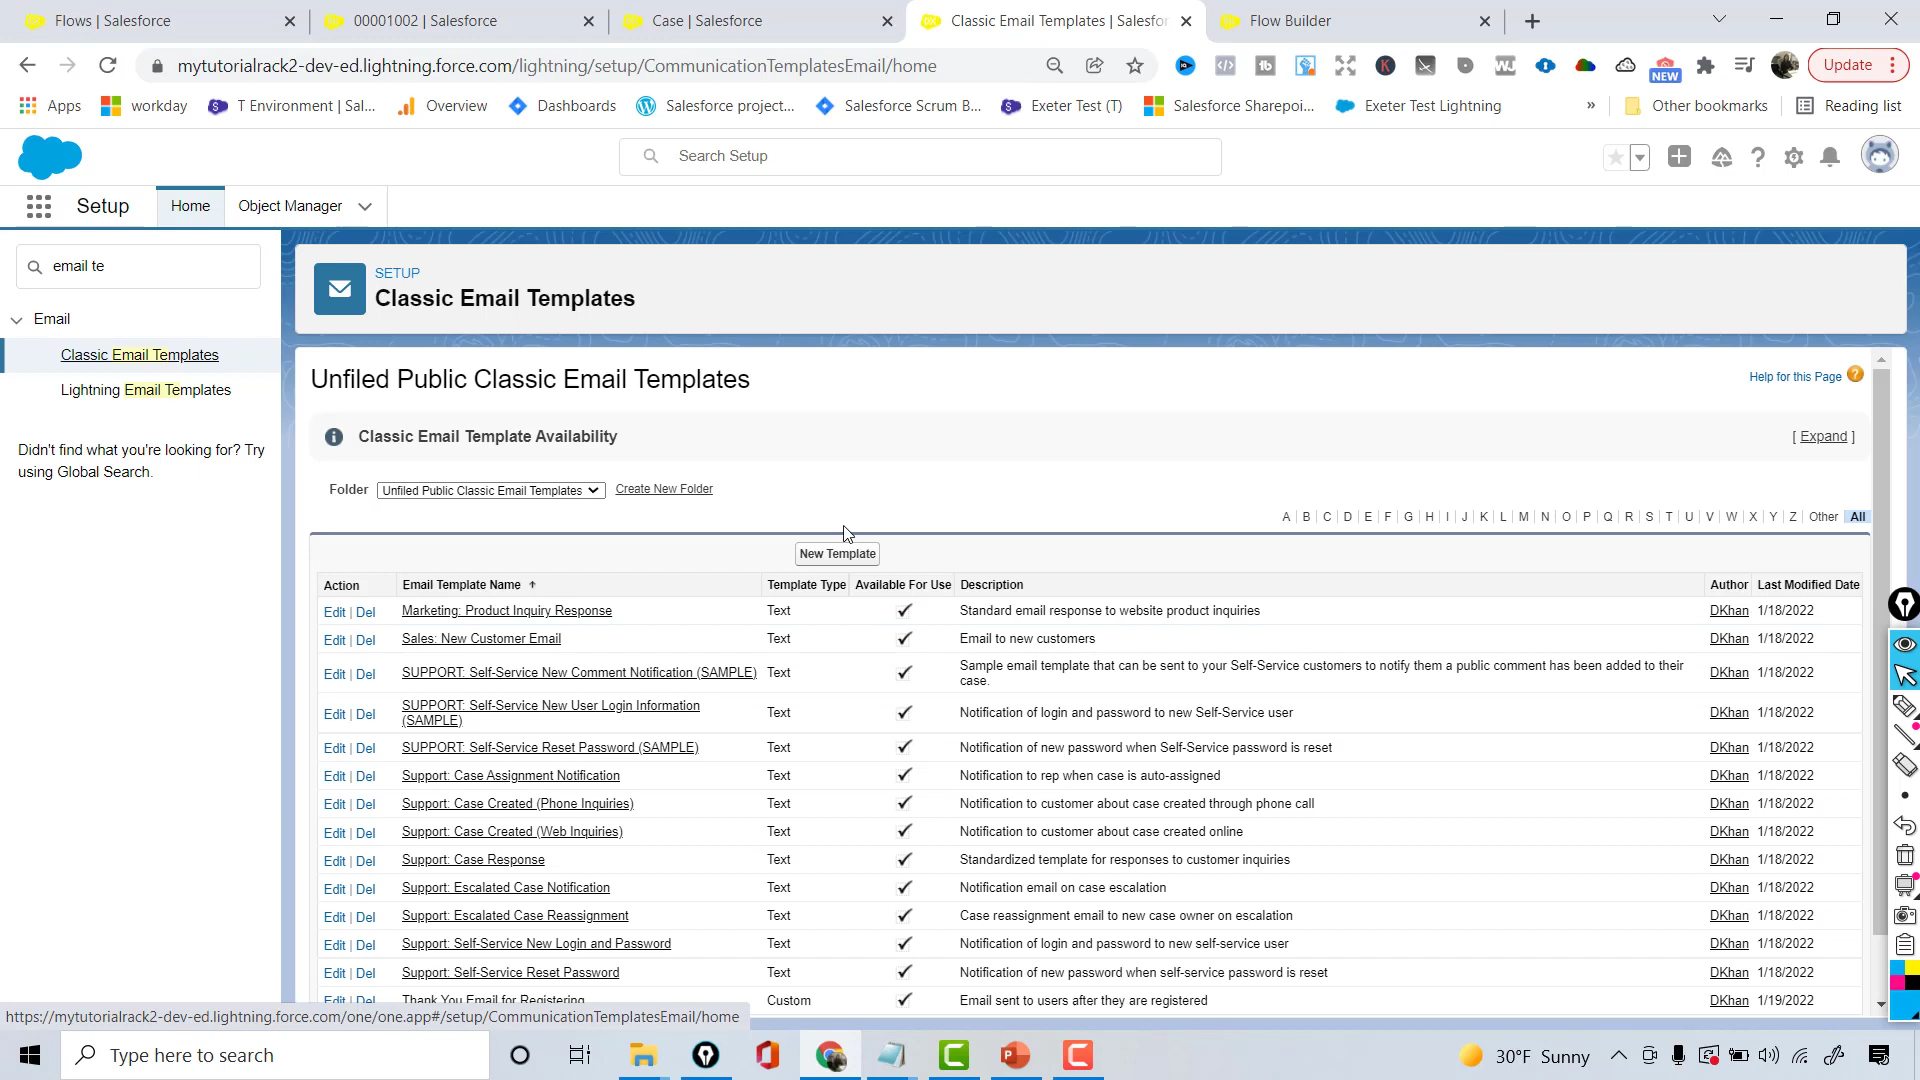 Flows | Salesforce
00001002 | Salesforce
Case | Salesforce
Classic Email Templates | Salesfor
Flow Builder
mytutorialrack2-dev-ed.lightning.force.com/lightning/setup/CommunicationTemplatesEmail/home
NEW
Update
Apps
workday
T Environment | Sal...
Overview
Dashboards
Salesforce project...
Salesforce Scrum B...
Exeter Test (T)
Salesforce Sharepoi...
Exeter Test Lightning
»
Other bookmarks
Reading list
Search Setup
Setup
Home
Object Manager
email te
Email
Classic Email Templates
Lightning Email Templates
Didn't find what you're looking for? Try
using Global Search.
SETUP
Classic Email Templates
Unfiled Public Classic Email Templates
Help for this Page
Classic Email Template Availability
[ Expand ]
Folder Unfiled Public Classic Email Templates Create New Folder
A | B | C | D | E | F | G | H | I | J | K | L | M | N | O | P | Q | R | S | T | U | V | W | X | Y | Z | Other All
New Template
Action Email Template Name Template Type Available For Use Description Author Last Modified Date
Edit | Del Marketing: Product Inquiry Response Text Standard email response to website product inquiries DKhan 1/18/2022
Edit | Del Sales: New Customer Email Text Email to new customers DKhan 1/18/2022
Edit | Del SUPPORT: Self-Service New Comment Notification (SAMPLE) Text Sample email template that can be sent to your Self-Service customers to notify them a public comment has been added to their DKhan 1/18/2022
case.
Edit | Del SUPPORT: Self-Service New User Login Information Text Notification of login and password to new Self-Service user DKhan 1/18/2022
(SAMPLE)
Edit | Del SUPPORT: Self-Service Reset Password (SAMPLE) Text Notification of new password when Self-Service password is reset DKhan 1/18/2022
Edit | Del Support: Case Assignment Notification Text Notification to rep when case is auto-assigned DKhan 1/18/2022
Edit | Del Support: Case Created (Phone Inquiries) Text Notification to customer about case created through phone call DKhan 1/18/2022
Edit | Del Support: Case Created (Web Inquiries) Text Notification to customer about case created online DKhan 1/18/2022
Edit | Del Support: Case Response Text Standardized template for responses to customer inquiries DKhan 1/18/2022
Edit | Del Support: Escalated Case Notification Text Notification email on case escalation DKhan 1/18/2022
Edit | Del Support: Escalated Case Reassignment Text Case reassignment email to new case owner on escalation DKhan 1/18/2022
Edit | Del Support: Self-Service New Login and Password Text Notification of login and password to new self-service user DKhan 1/18/2022
Edit | Del Support: Self-Service Reset Password Text Notification of new password when self-service password is reset DKhan 1/18/2022
Edit | Del Thank You Email for Registering Custom Email sent to users after they are registered DKhan 1/19/2022
https://mytutorialrack2-dev-ed.lightning.force.com/one/one.app#/setup/CommunicationTemplatesEmail/home
Type here to search
30°F Sunny